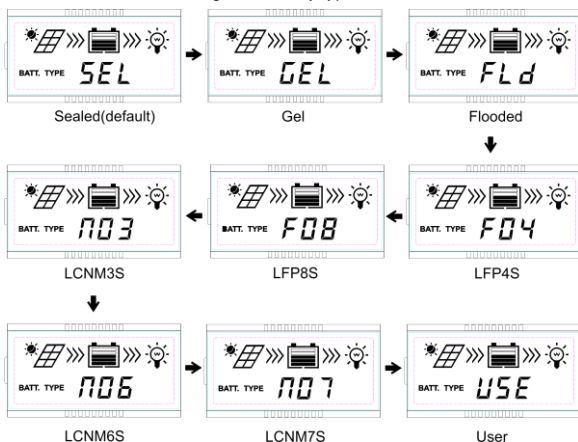 BATT. TYPE SEL
BATT. TYPE GEL
BATT. TYPE FLd
Sealed(default)
Gel
Flooded
BATT. TYPE n03
BATT. TYPE F08
BATT. TYPE F04
LCNM3S
LFP8S
LFP4S
BATT. TYPE n06
BATT. TYPE n07
BATT. TYPE USE
LCNM6S
LCNM7S
User